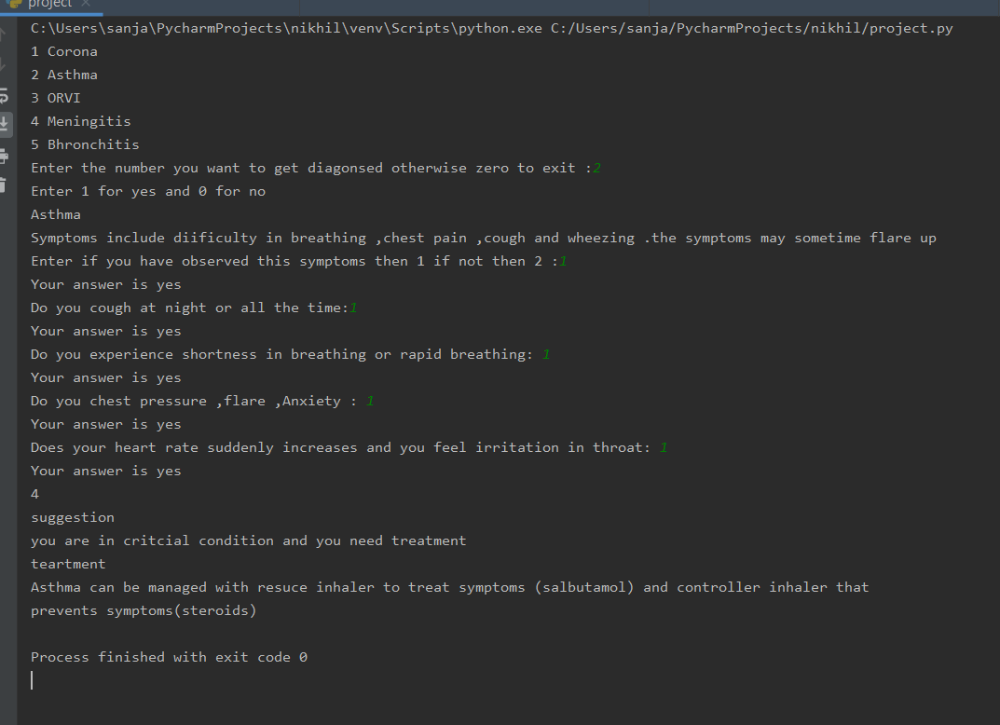 project
C:\Users\sanja\PycharmProjects\nikhil\venv\Scripts\python.exe C:/Users/sanja/PycharmProjects/nikhil/project.py
1 Corona
2 Asthma
3 ORVI
4 Meningitis
5 Bhronchitis
Enter the number you want to get diagonsed otherwise zero to exit :2
Enter 1 for yes and 0 for no
Asthma
Symptoms include diifficulty in breathing ,chest pain ,cough and wheezing .the symptoms may sometime flare up
Enter if you have observed this symptoms then 1 if not then 2 :1
Your answer is yes
Do you cough at night or all the time:1
Your answer is yes
Do you experience shortness in breathing or rapid breathing: 1
Your answer is yes
Do you chest pressure ,flare ,Anxiety : 1
Your answer is yes
Does your heart rate suddenly increases and you feel irritation in throat: 1
Your answer is yes
4
suggestion
you are in critcial condition and you need treatment
teartment
Asthma can be managed with resuce inhaler to treat symptoms (salbutamol) and controller inhaler that
prevents symptoms(steroids)
Process finished with exit code 0